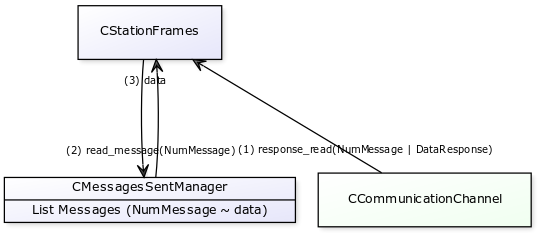 CStationFrames
(3) data
(2) read_message(NumMessage)
(1) response_read(NumMessage | DataResponse)
CMessagesSentManager
List Messages (NumMessage ~ data)
CCommunicationChannel